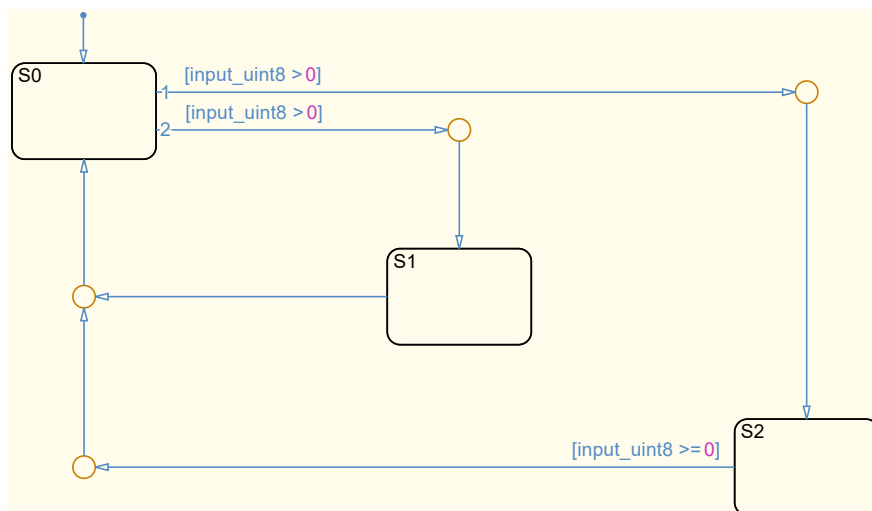 S0
[input_uint8 > 0]
1
[input_uint8 > 0]
2
S1
S2
[input_uint8 >= 0]